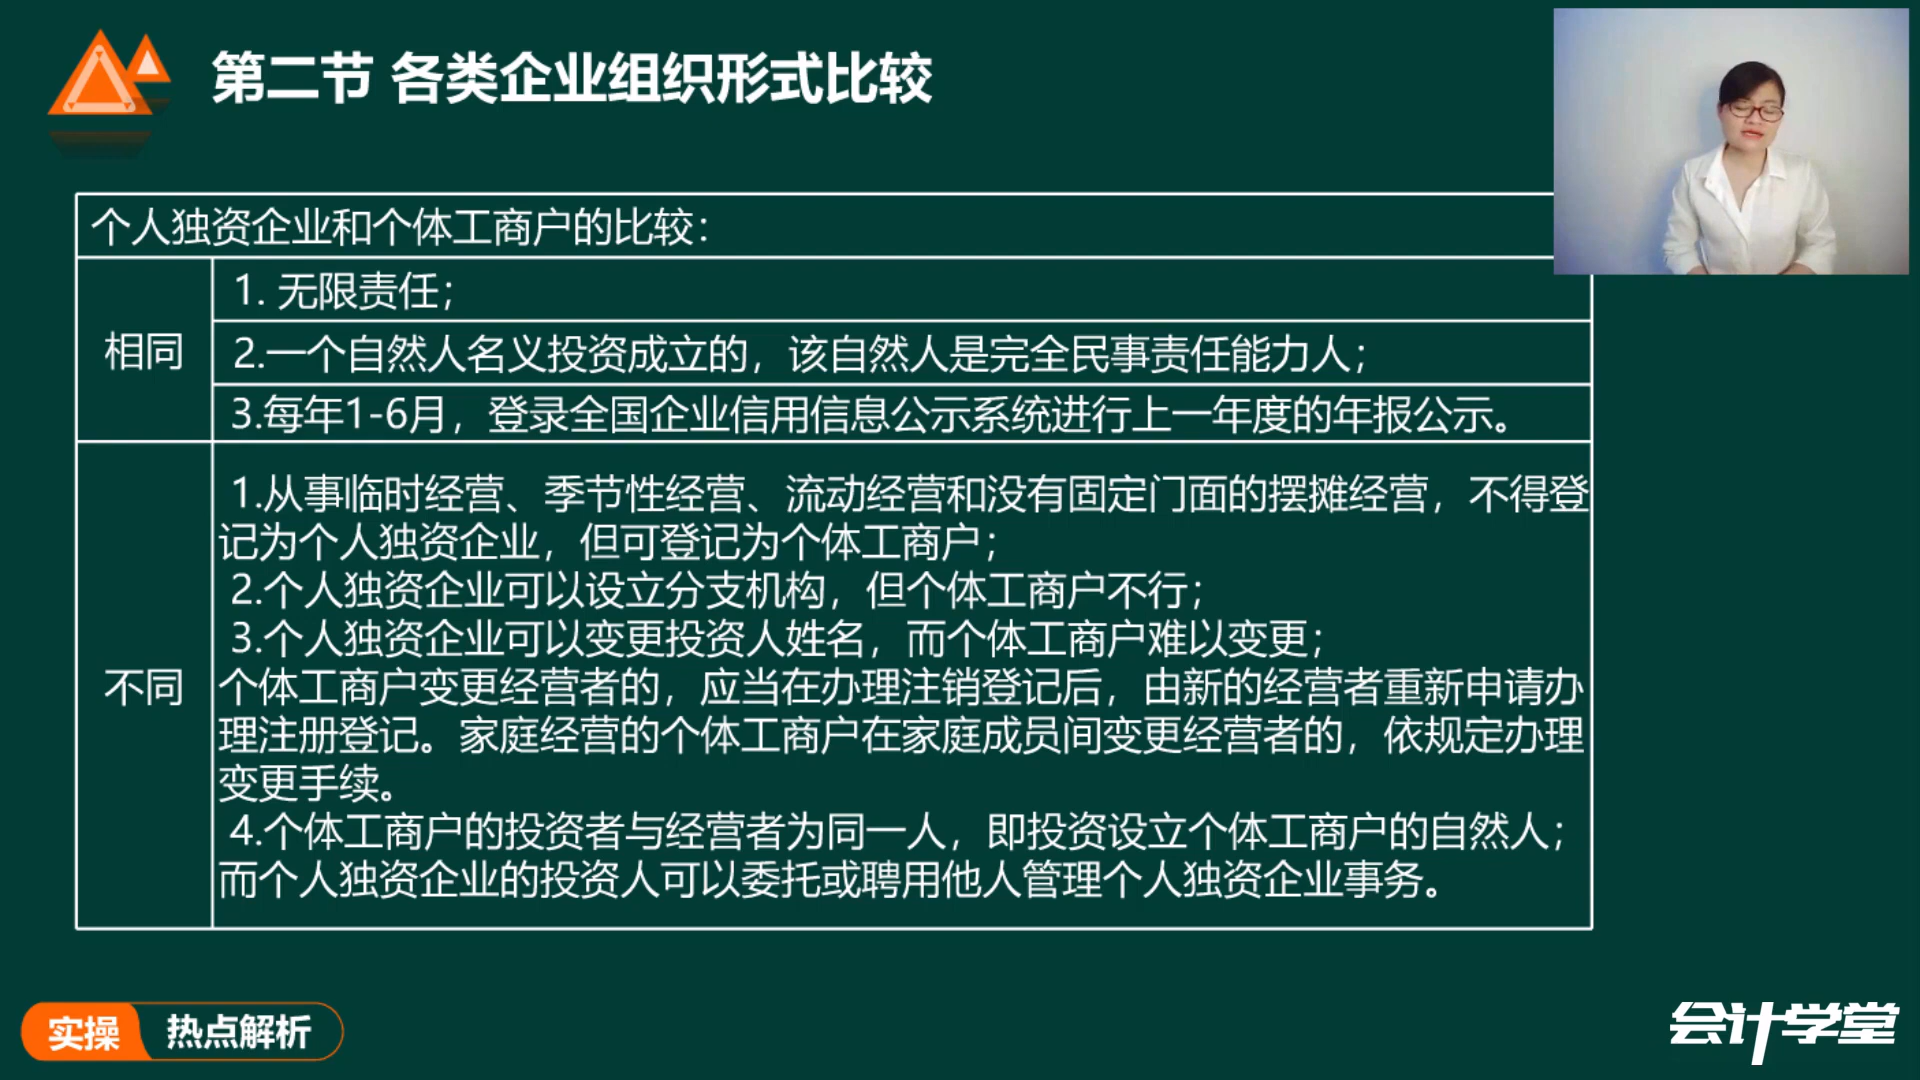 第二节 各类企业组织形式比较
个人独资企业和个体工商户的比较：
相同
1. 无限责任；
2.一个自然人名义投资成立的，该自然人是完全民事责任能力人；
3.每年1-6月，登录全国企业信用信息公示系统进行上一年度的年报公示。
不同
1.从事临时经营、季节性经营、流动经营和没有固定门面的摆摊经营，不得登
记为个人独资企业，但可登记为个体工商户；
2.个人独资企业可以设立分支机构，但个体工商户不行；
3.个人独资企业可以变更投资人姓名，而个体工商户难以变更；
个体工商户变更经营者的，应当在办理注销登记后，由新的经营者重新申请办
理注册登记。家庭经营的个体工商户在家庭成员间变更经营者的，依规定办理
变更手续。
4.个体工商户的投资者与经营者为同一人，即投资设立个体工商户的自然人；
而个人独资企业的投资人可以委托或聘用他人管理个人独资企业事务。
实操 热点解析
会计学堂